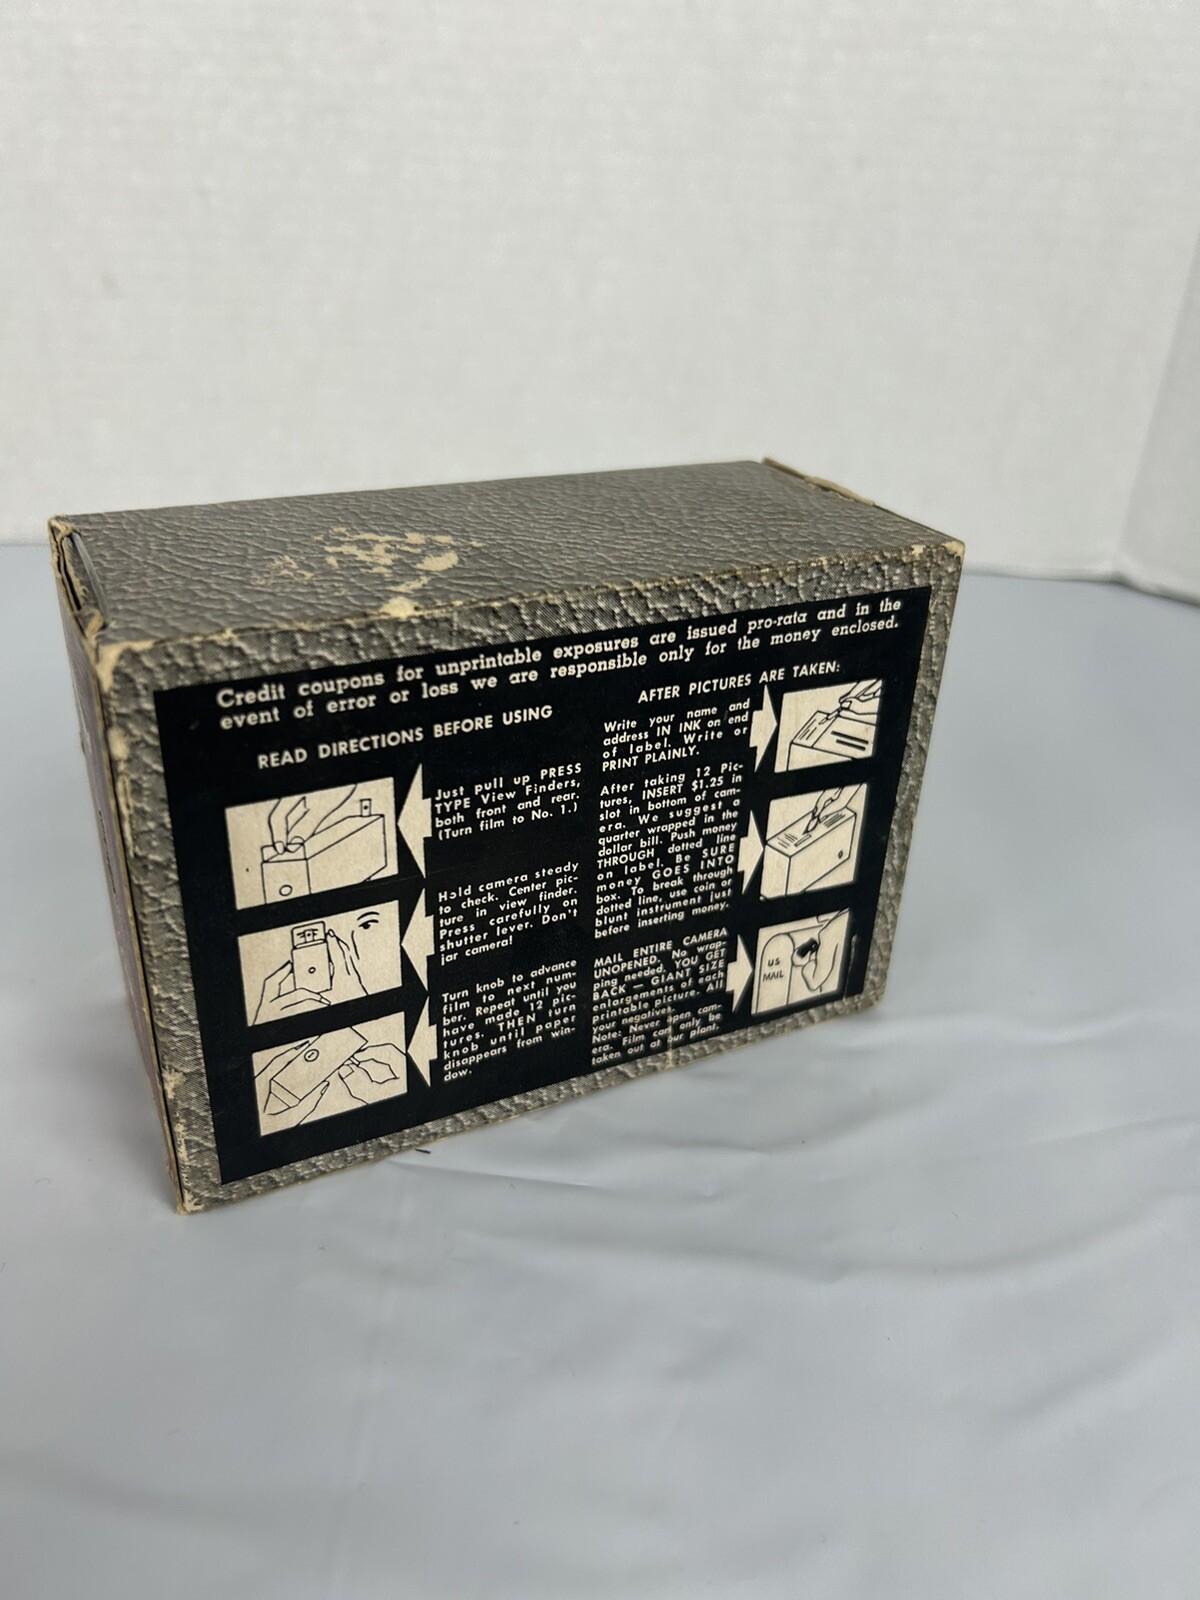 Credit coupons for unprintable exposures are issued pro-rata and in the
event of error or loss we are responsible only for the money enclosed.
READ DIRECTIONS BEFORE USING
Just pull up PRESS
TYPE View Finders,
both front and rear.
(Turn film to No. 1.)
Hold camera steady
to check. Center pic-
ture in view finder.
Press carefully on
shutter lever. Don't
jar camera!
Turn knob to advance
film to next num-
ber. Repeat until you
have made 12 pic-
tures. THEN turn
knob until paper
disappears from win-
dow.
AFTER PICTURES ARE TAKEN:
Write your name and
address IN INK on end
of label. Write or
PRINT PLAINLY.
After taking 12 Pic-
tures, INSERT $1.25 in
slot in bottom of cam-
era. We suggest a
quarter wrapped in the
dollar bill. Push money
THROUGH dotted line
on label. Be SURE
money GOES INTO
box. To break through
dotted line, use coin or
blunt instrument just
before inserting money.
MAIL ENTIRE CAMERA
UNOPENED. No wrap-
ping needed. YOU GET
BACK — GIANT SIZE
enlargements of each
printable picture. All
your negatives.
Note: Never open cam-
era. Film can only be
taken out at our plant.
US
MAIL